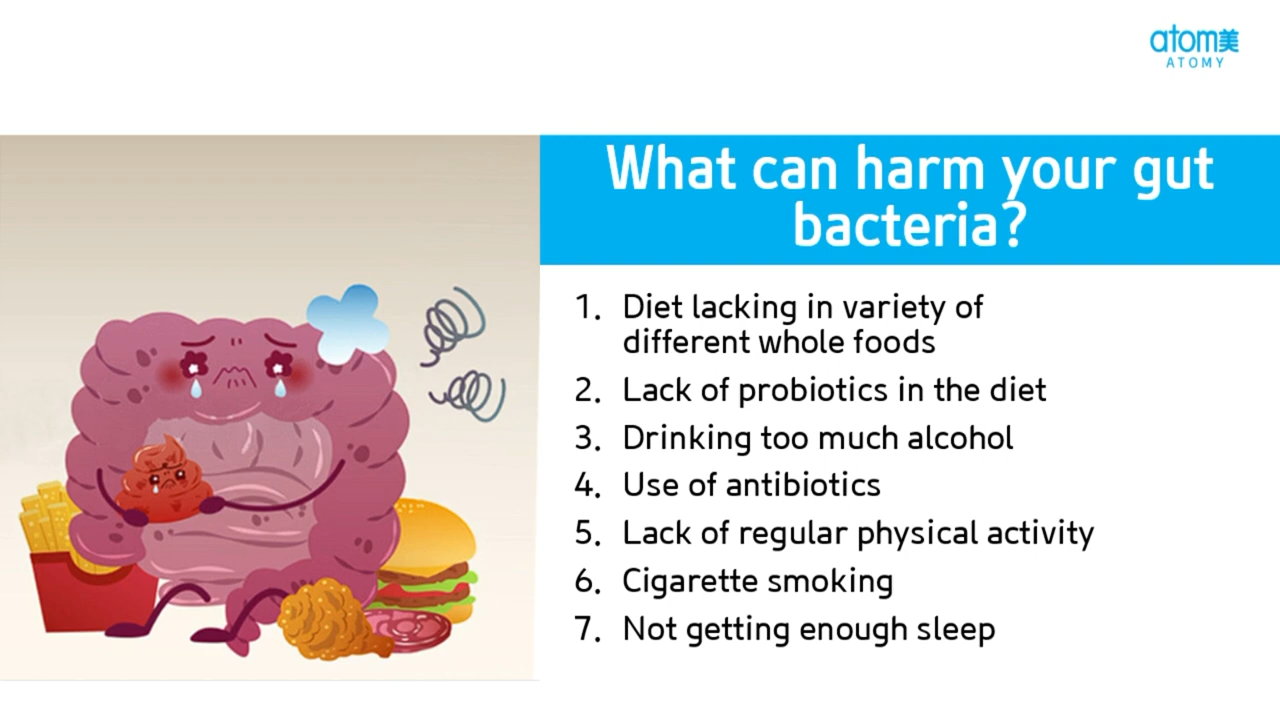 atom美
ATOMY
What can harm your gut
bacteria?
1. Diet lacking in variety of
different whole foods
2. Lack of probiotics in the diet
3. Drinking too much alcohol
4. Use of antibiotics
5. Lack of regular physical activity
6. Cigarette smoking
7. Not getting enough sleep